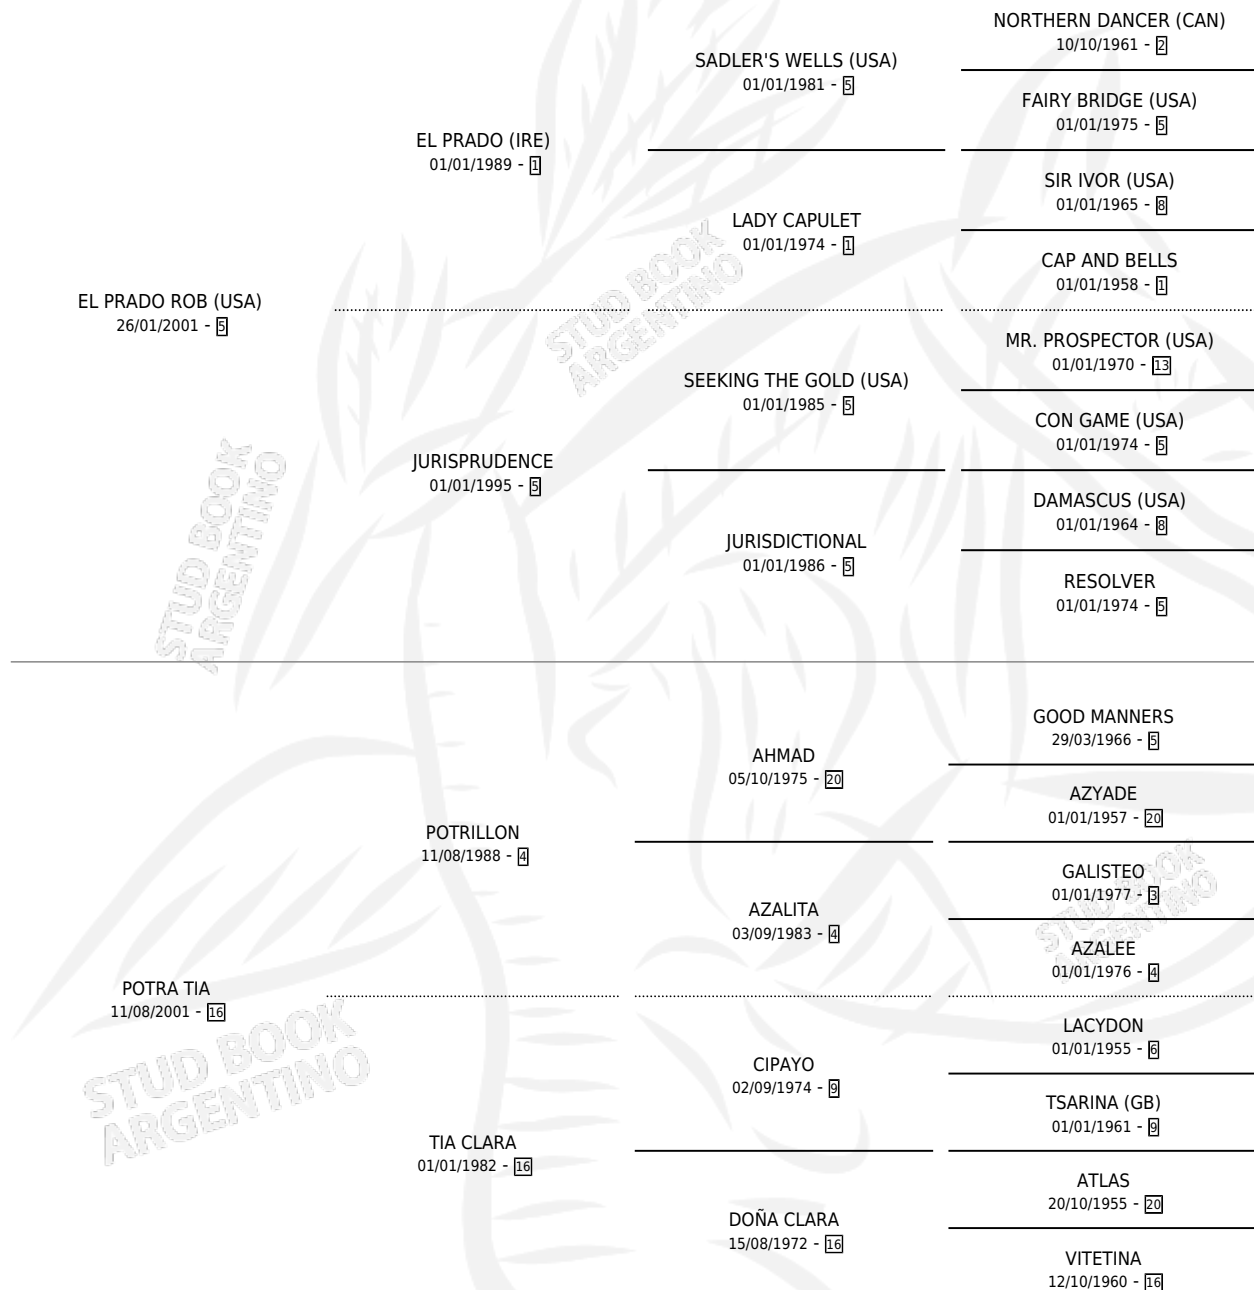 NORTHERN DANCER (CAN)
10/10/1961 - 2
SADLER'S WELLS (USA)
01/01/1981 - 5
FAIRY BRIDGE (USA)
01/01/1975 - 5
EL PRADO (IRE)
01/01/1989 - 1
SIR IVOR (USA)
01/01/1965 - 8
LADY CAPULET
01/01/1974 - 1
CAP AND BELLS
01/01/1958 - 1
EL PRADO ROB (USA)
26/01/2001 - 5
MR. PROSPECTOR (USA)
01/01/1970 - 13
SEEKING THE GOLD (USA)
01/01/1985 - 5
CON GAME (USA)
01/01/1974 - 5
JURISPRUDENCE
01/01/1995 - 5
DAMASCUS (USA)
01/01/1964 - 8
JURISDICTIONAL
01/01/1986 - 5
RESOLVER
01/01/1974 - 5
STUD BOOK
ARGENTINO
STUD BOOK
ARGENTINO
GOOD MANNERS
29/03/1966 - 5
AHMAD
05/10/1975 - 20
AZYADE
01/01/1957 - 20
POTRILLON
11/08/1988 - 4
GALISTEO
01/01/1977 - 3
AZALITA
03/09/1983 - 4
AZALEE
01/01/1976 - 4
STUD BOOK
ARGENTINO
POTRA TIA
11/08/2001 - 16
LACYDON
01/01/1955 - 6
CIPAYO
02/09/1974 - 9
TSARINA (GB)
01/01/1961 - 9
STUD BOOK
ARGENTINO
TIA CLARA
01/01/1982 - 16
ATLAS
20/10/1955 - 20
DOÑA CLARA
15/08/1972 - 16
VITETINA
12/10/1960 - 16